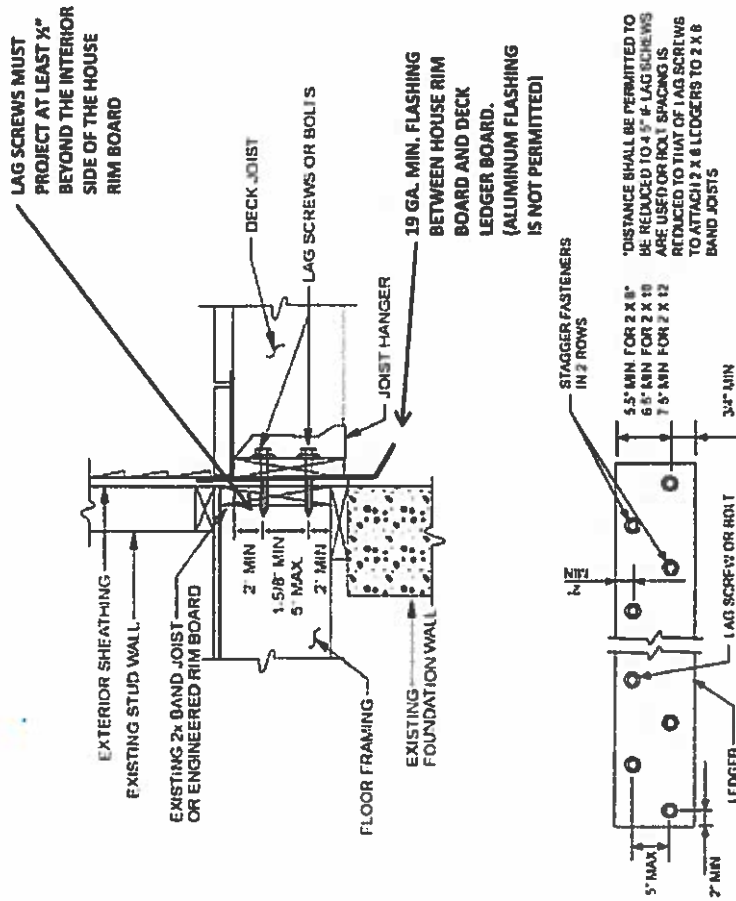 LAG SCREWS MUST
PROJECT AT LEAST ½"
BEYOND THE INTERIOR
SIDE OF THE HOUSE
RIM BOARD
EXTERIOR SHEATHING
EXISTING STUD WALL
EXISTING 2x BAND JOIST
OR ENGINEERED RIM BOARD
2" MIN
1-5/8" MIN
5" MAX.
2" MIN
FLOOR FRAMING
EXISTING
FOUNDATION WALL
DECK JOIST
LAG SCREWS OR BOLTS
JOIST HANGER
19 GA. MIN. FLASHING
BETWEEN HOUSE RIM
BOARD AND DECK
LEDGER BOARD.
(ALUMINUM FLASHING
IS NOT PERMITTED)
STAGGER FASTENERS
IN 2 ROWS
5.5" MIN. FOR 2 X 8*
6.5" MIN FOR 2 X 10
7.5" MIN FOR 2 X 12
*DISTANCE SHALL BE PERMITTED TO
BE REDUCED TO 4.5" IF LAG SCREWS
ARE USED OR BOLT SPACING IS
REDUCED TO THAT OF LAG SCREWS
TO ATTACH 2 X 8 LEDGERS TO 2 X 8
BAND JOISTS
3/4" MIN
2"
MIN
5" MAX
2" MIN
LEDGER
LAG SCREW OR BOLT